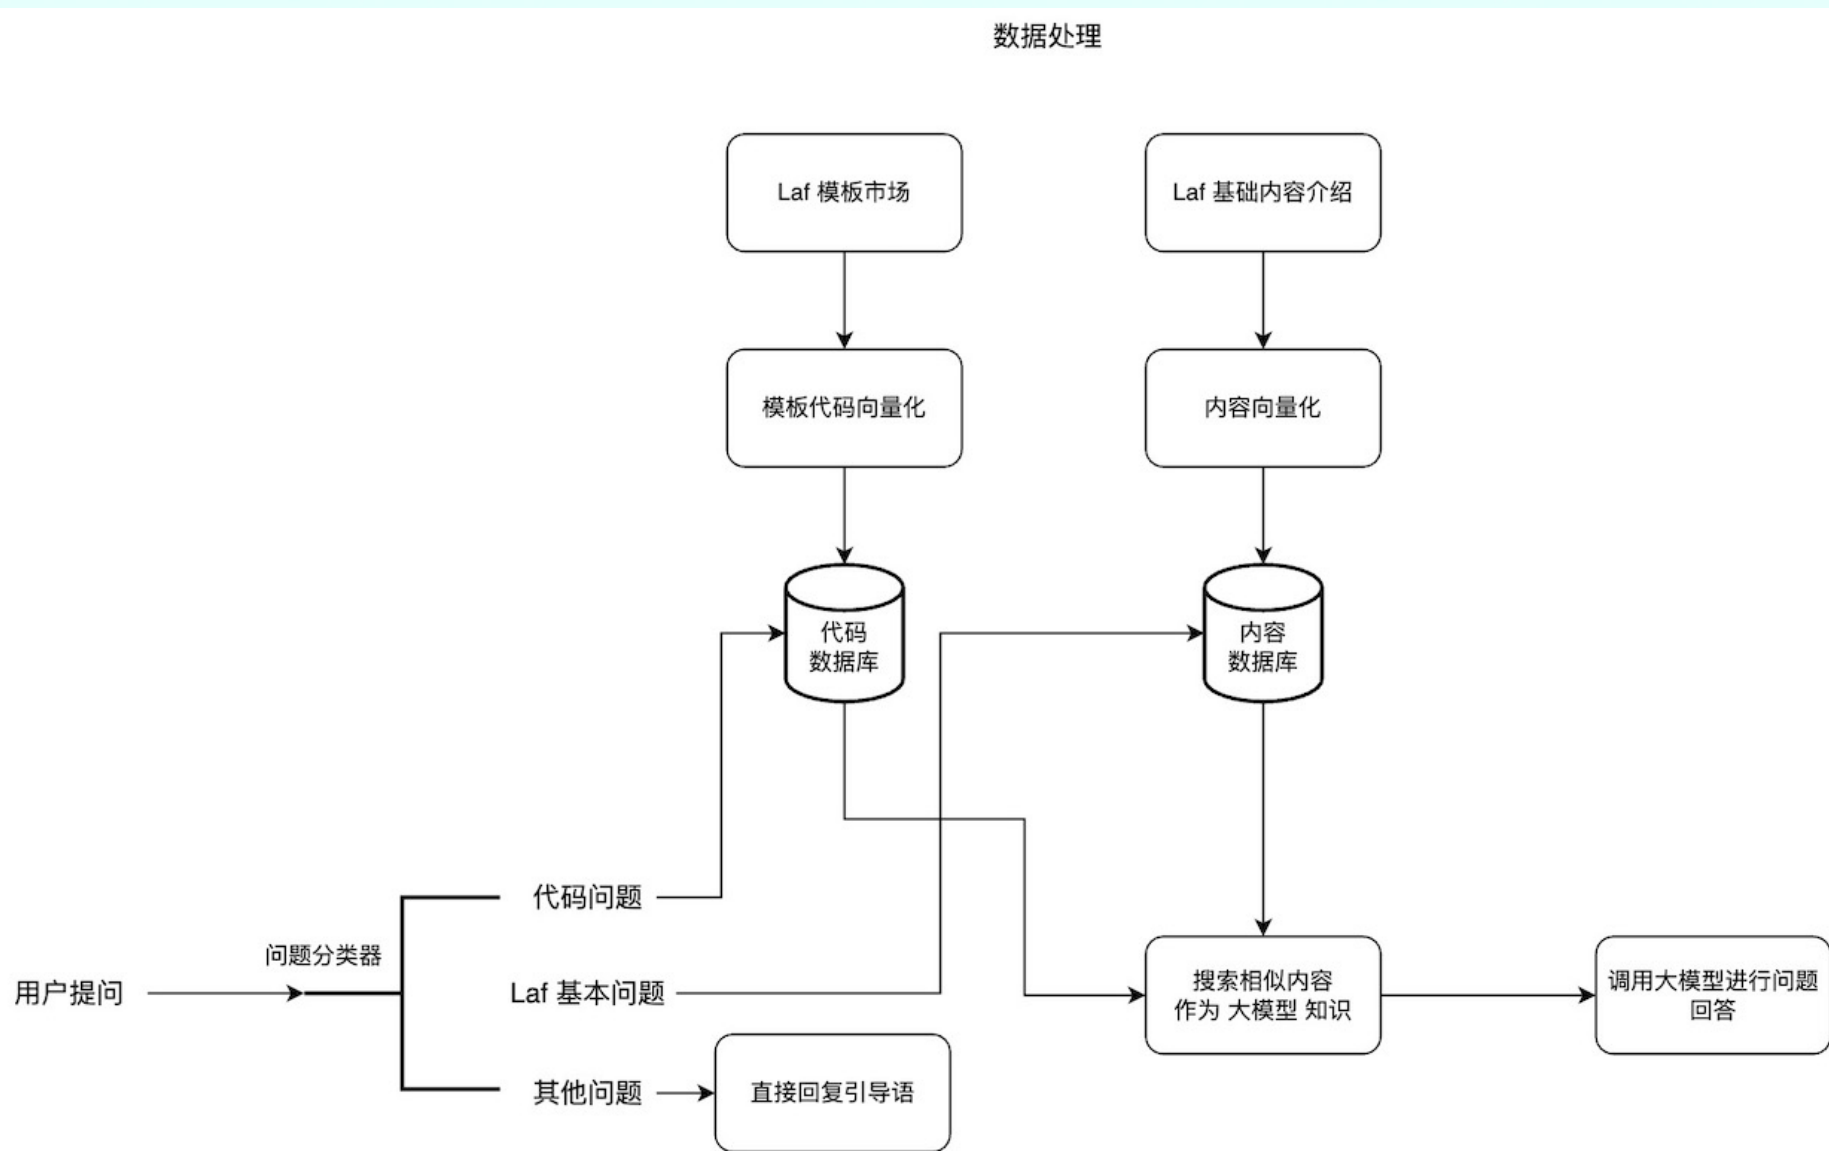 数据处理
Laf 模板市场
Laf 基础内容介绍
模板代码向量化
内容向量化
代码
数据库
内容
数据库
代码问题
问题分类器
用户提问
Laf 基本问题
搜索相似内容
作为 大模型 知识
调用大模型进行问题
回答
其他问题
直接回复引导语